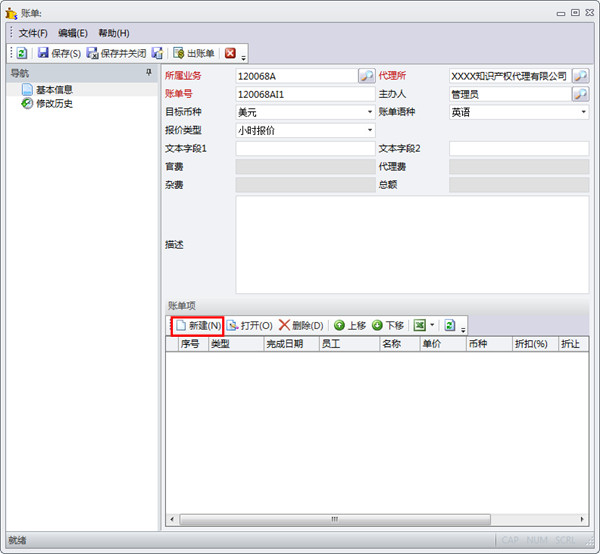 账单:
文件(F) 编辑(E) 帮助(H)
保存(S) 保存并关闭 出账单
导航
基本信息
修改历史
所属业务 120068A 代理所 XXXX知识产权代理有限公司
账单号 120068AI1 主办人 管理员
目标币种 美元 账单语种 英语
报价类型 小时报价
文本字段1 文本字段2
官费 代理费
杂费 总额
描述
账单项
新建(N) 打开(O) 删除(D) 上移 下移
序号 类型 完成日期 员工 名称 单价 币种 折扣(%) 折让
就绪 CAP NUM SCRL